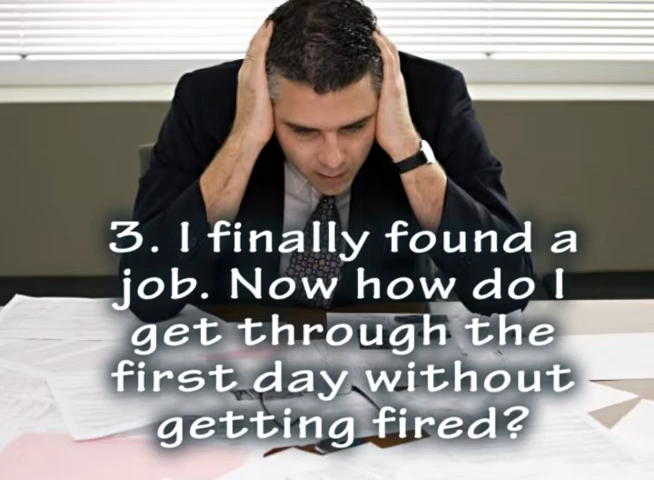 3. I finally found a
job. Now how do I
get through the
first day without
getting fired?